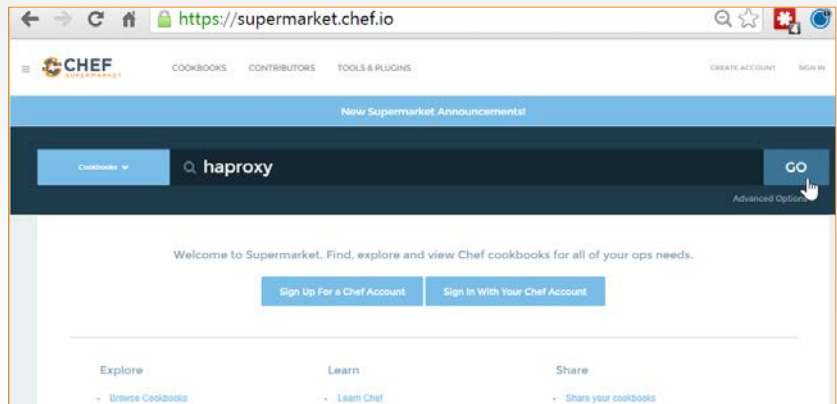 https://supermarket.chef.io
CHEF
SUPERMARKET
COOKBOOKS CONTRIBUTORS TOOLS & PLUGINS CREATE ACCOUNT SIGN IN
New Supermarket Announcements!
Cookbooks haproxy GO
Advanced Options
Welcome to Supermarket. Find, explore and view Chef cookbooks for all of your ops needs.
Sign Up For a Chef Account Sign In With Your Chef Account
Explore Learn Share
- Browse Cookbooks - Learn Chef - Share your cookbooks